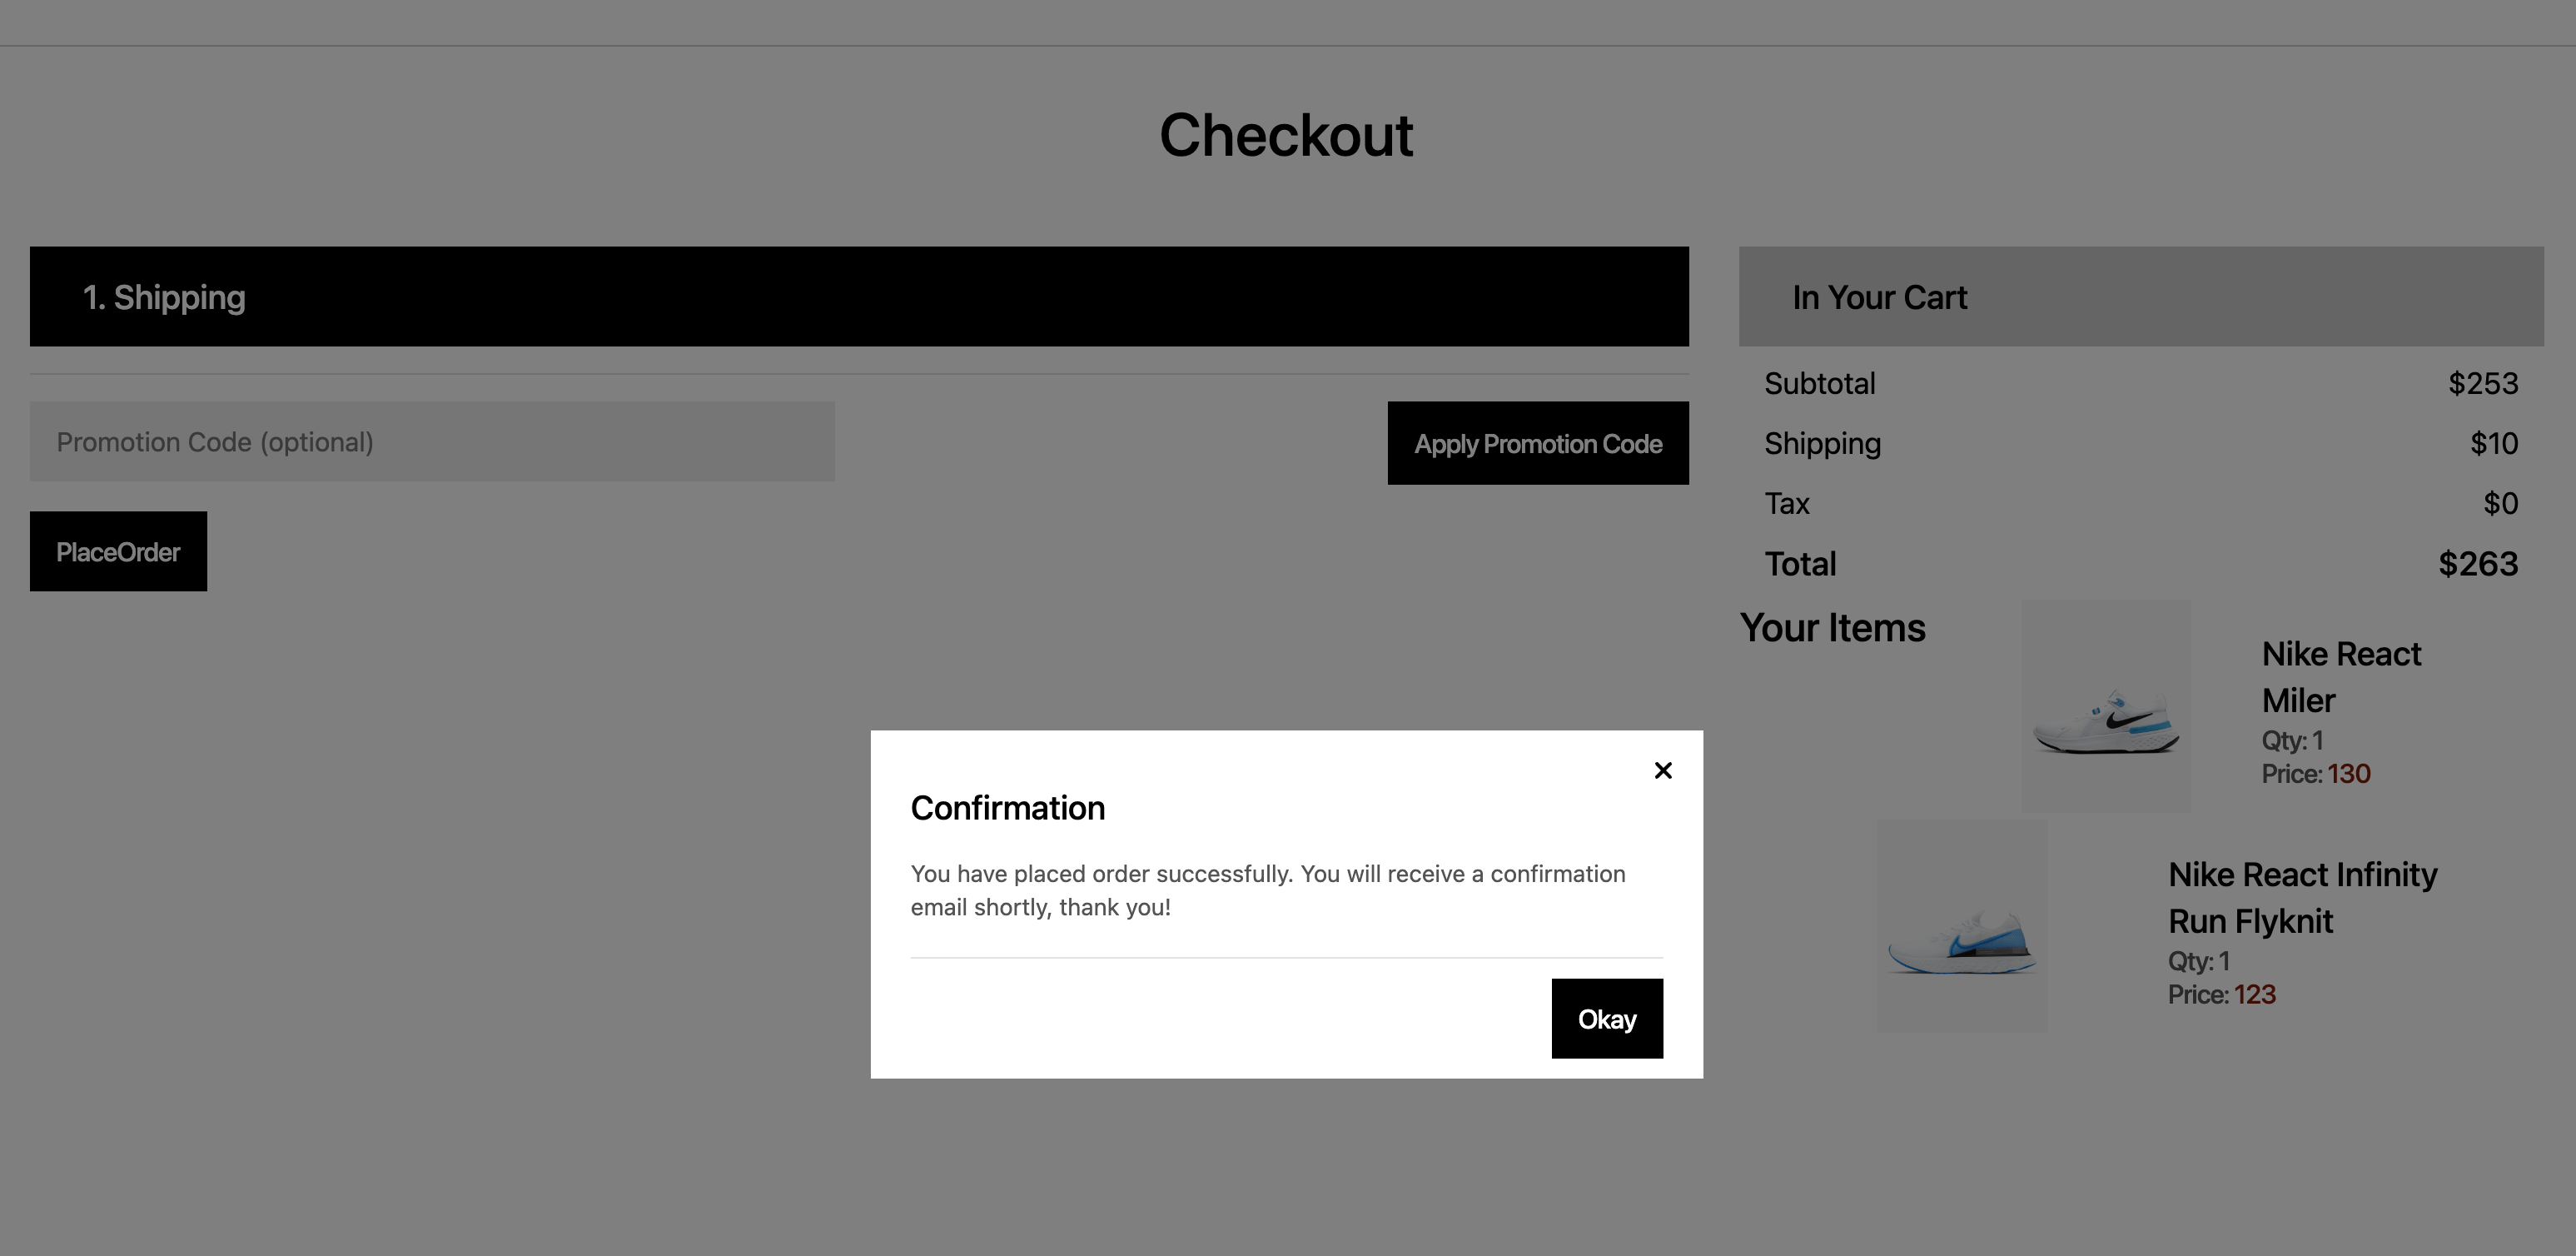 Checkout
1. Shipping
Promotion Code (optional)
Apply Promotion Code
PlaceOrder
In Your Cart
Subtotal $253
Shipping $10
Tax $0
Total $263
Your Items
Nike React
Miler
Qty: 1
Price: 130
Nike React Infinity
Run Flyknit
Qty: 1
Price: 123
Confirmation
You have placed order successfully. You will receive a confirmation
email shortly, thank you!
Okay